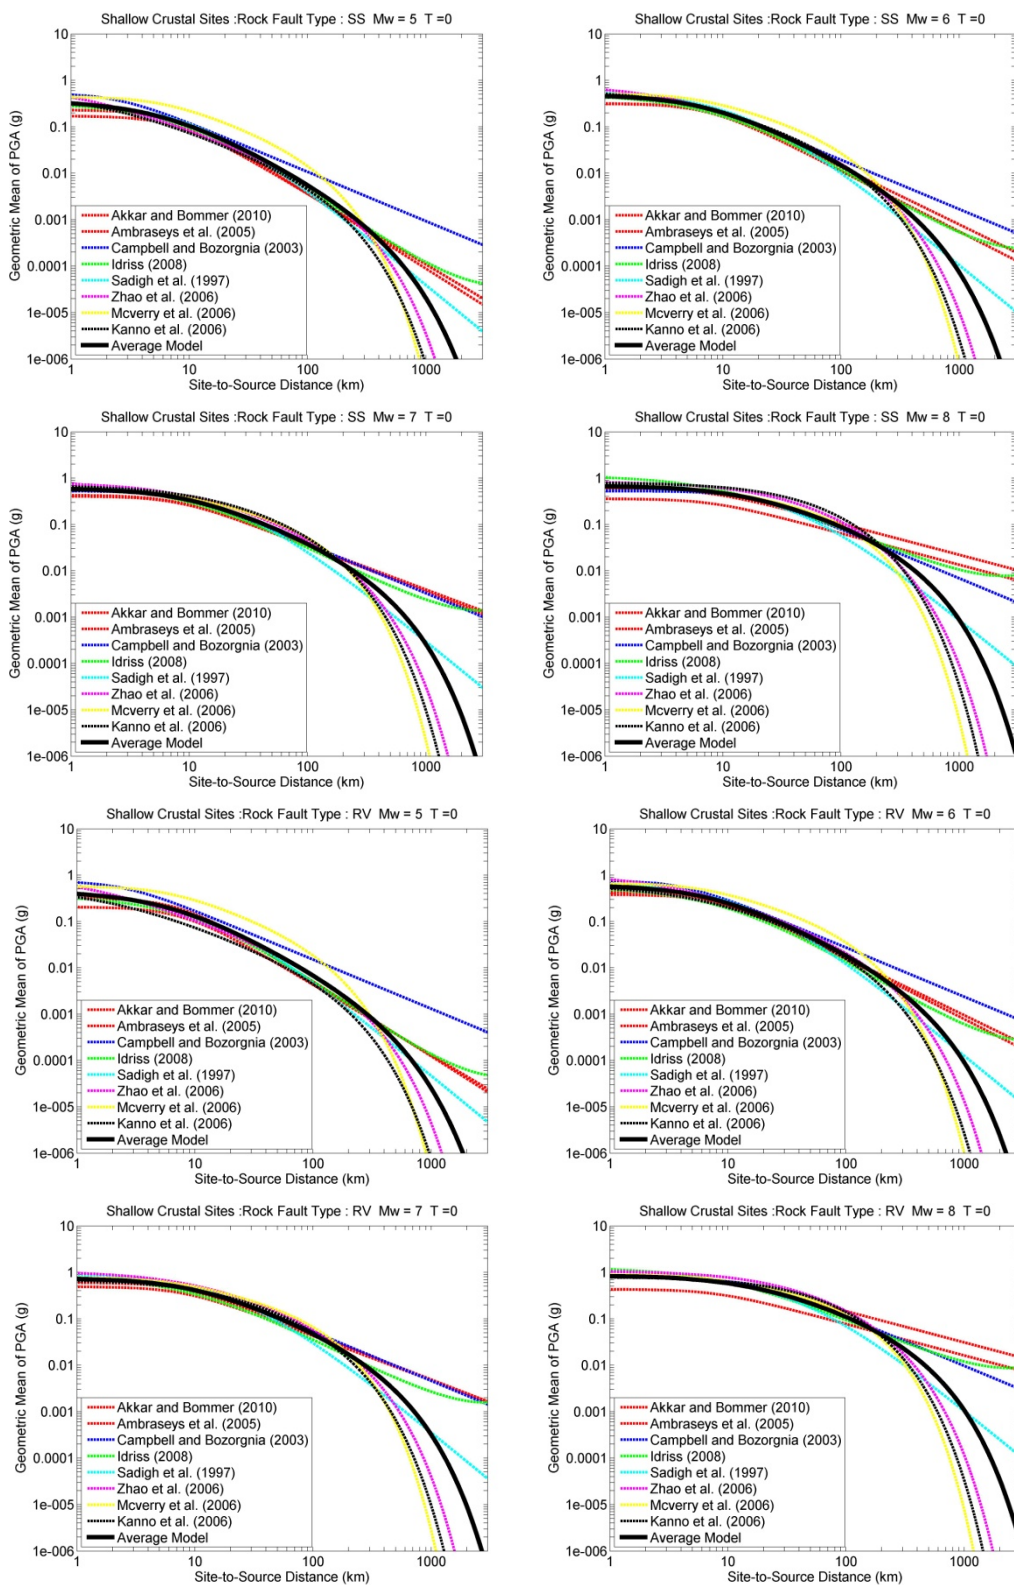 Shallow Crustal Sites :Rock Fault Type : SS Mw = 5 T =0
Geometric Mean of PGA (g)
10
1
0.1
0.01
0.001
0.0001
1e-005
1e-006
Akkar and Bommer (2010)
Ambraseys et al. (2005)
Campbell and Bozorgnia (2003)
Idriss (2008)
Sadigh et al. (1997)
Zhao et al. (2006)
Mcverry et al. (2006)
Kanno et al. (2006)
Average Model
1 10 100 1000
Site-to-Source Distance (km)
Shallow Crustal Sites :Rock Fault Type : SS Mw = 6 T =0
Geometric Mean of PGA (g)
10
1
0.1
0.01
0.001
0.0001
1e-005
1e-006
Akkar and Bommer (2010)
Ambraseys et al. (2005)
Campbell and Bozorgnia (2003)
Idriss (2008)
Sadigh et al. (1997)
Zhao et al. (2006)
Mcverry et al. (2006)
Kanno et al. (2006)
Average Model
1 10 100 1000
Site-to-Source Distance (km)
Shallow Crustal Sites :Rock Fault Type : SS Mw = 7 T =0
Geometric Mean of PGA (g)
10
1
0.1
0.01
0.001
0.0001
1e-005
1e-006
Akkar and Bommer (2010)
Ambraseys et al. (2005)
Campbell and Bozorgnia (2003)
Idriss (2008)
Sadigh et al. (1997)
Zhao et al. (2006)
Mcverry et al. (2006)
Kanno et al. (2006)
Average Model
1 10 100 1000
Site-to-Source Distance (km)
Shallow Crustal Sites :Rock Fault Type : SS Mw = 8 T =0
Geometric Mean of PGA (g)
10
1
0.1
0.01
0.001
0.0001
1e-005
1e-006
Akkar and Bommer (2010)
Ambraseys et al. (2005)
Campbell and Bozorgnia (2003)
Idriss (2008)
Sadigh et al. (1997)
Zhao et al. (2006)
Mcverry et al. (2006)
Kanno et al. (2006)
Average Model
1 10 100 1000
Site-to-Source Distance (km)
Shallow Crustal Sites :Rock Fault Type : RV Mw = 5 T =0
Geometric Mean of PGA (g)
10
1
0.1
0.01
0.001
0.0001
1e-005
1e-006
Akkar and Bommer (2010)
Ambraseys et al. (2005)
Campbell and Bozorgnia (2003)
Idriss (2008)
Sadigh et al. (1997)
Zhao et al. (2006)
Mcverry et al. (2006)
Kanno et al. (2006)
Average Model
1 10 100 1000
Site-to-Source Distance (km)
Shallow Crustal Sites :Rock Fault Type : RV Mw = 6 T =0
Geometric Mean of PGA (g)
10
1
0.1
0.01
0.001
0.0001
1e-005
1e-006
Akkar and Bommer (2010)
Ambraseys et al. (2005)
Campbell and Bozorgnia (2003)
Idriss (2008)
Sadigh et al. (1997)
Zhao et al. (2006)
Mcverry et al. (2006)
Kanno et al. (2006)
Average Model
1 10 100 1000
Site-to-Source Distance (km)
Shallow Crustal Sites :Rock Fault Type : RV Mw = 7 T =0
Geometric Mean of PGA (g)
10
1
0.1
0.01
0.001
0.0001
1e-005
1e-006
Akkar and Bommer (2010)
Ambraseys et al. (2005)
Campbell and Bozorgnia (2003)
Idriss (2008)
Sadigh et al. (1997)
Zhao et al. (2006)
Mcverry et al. (2006)
Kanno et al. (2006)
Average Model
1 10 100 1000
Site-to-Source Distance (km)
Shallow Crustal Sites :Rock Fault Type : RV Mw = 8 T =0
Geometric Mean of PGA (g)
10
1
0.1
0.01
0.001
0.0001
1e-005
1e-006
Akkar and Bommer (2010)
Ambraseys et al. (2005)
Campbell and Bozorgnia (2003)
Idriss (2008)
Sadigh et al. (1997)
Zhao et al. (2006)
Mcverry et al. (2006)
Kanno et al. (2006)
Average Model
1 10 100 1000
Site-to-Source Distance (km)